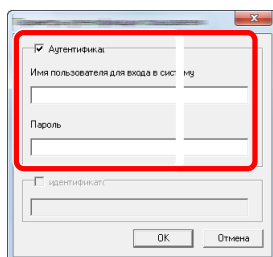 Аутентифика
Имя пользователя для входа в систему
Пароль
идентификат
OK Отмена